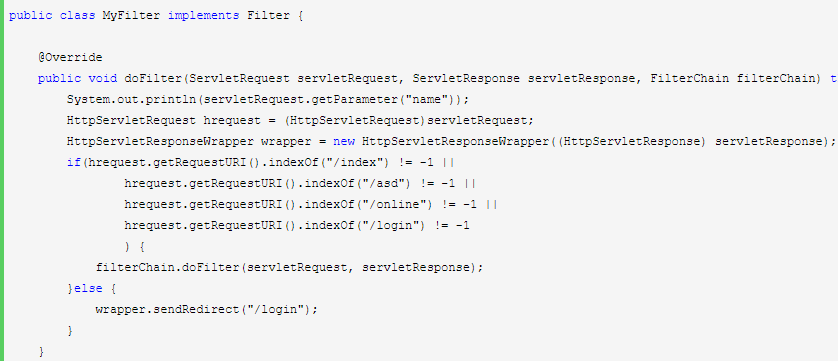 public class MyFilter implements Filter {
@Override
public void doFilter(ServletRequest servletRequest, ServletResponse servletResponse, FilterChain filterChain) t
System.out.println(servletRequest.getParameter("name"));
HttpServletRequest hrequest = (HttpServletRequest)servletRequest;
HttpServletResponseWrapper wrapper = new HttpServletResponseWrapper((HttpServletResponse) servletResponse);
if(hrequest.getRequestURI().indexOf("/index") != -1 ||
hrequest.getRequestURI().indexOf("/asd") != -1 ||
hrequest.getRequestURI().indexOf("/online") != -1 ||
hrequest.getRequestURI().indexOf("/login") != -1
) {
filterChain.doFilter(servletRequest, servletResponse);
}else {
wrapper.sendRedirect("/login");
}
}